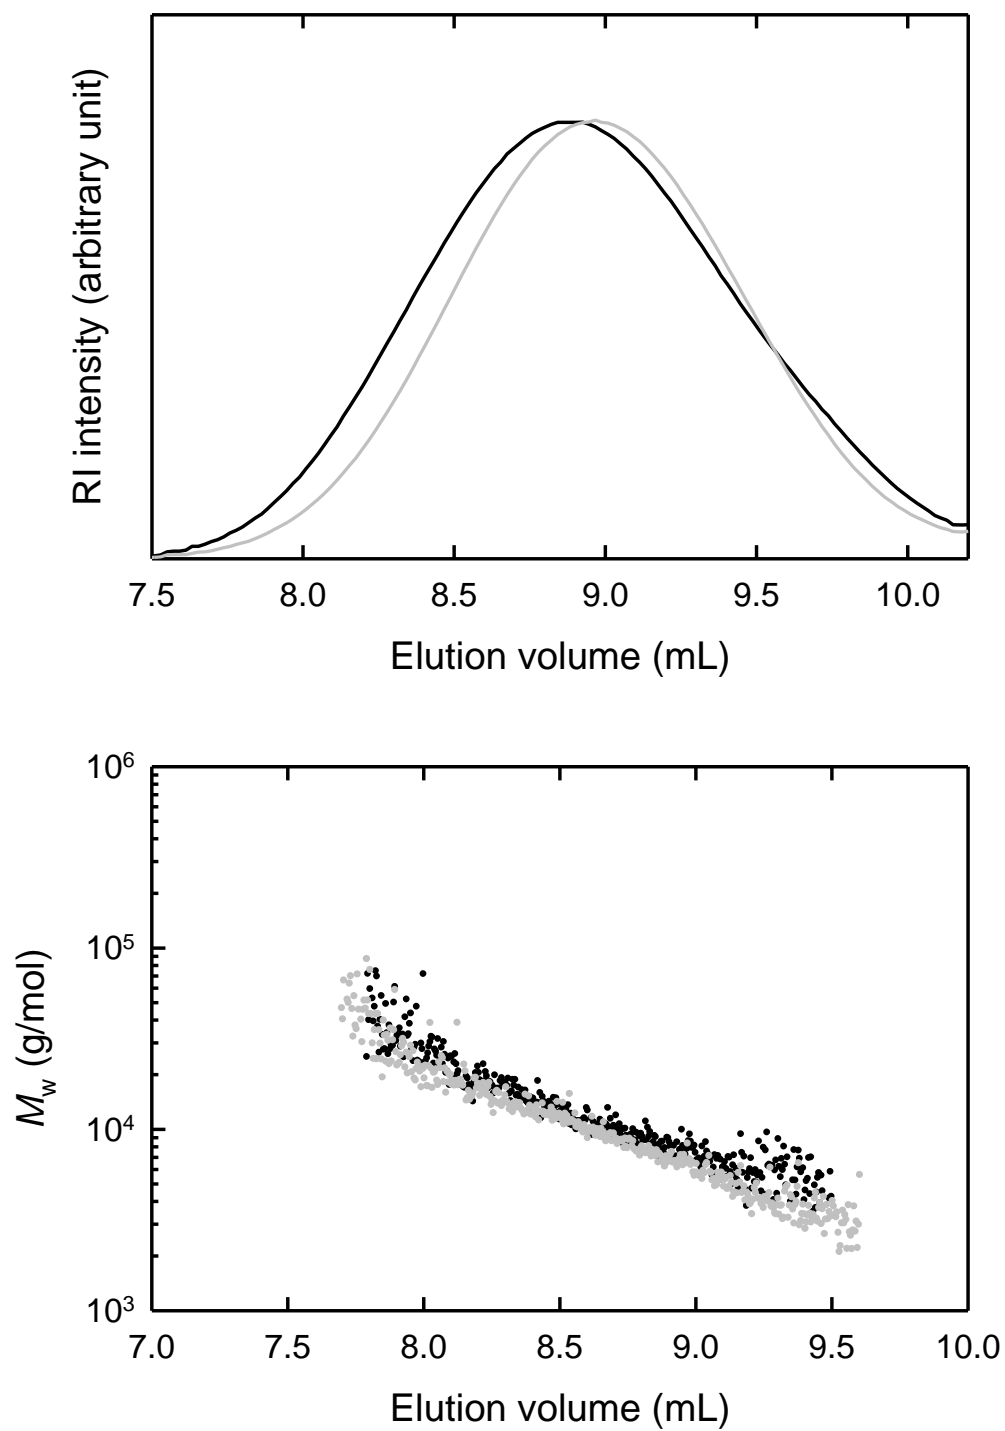 RI intensity (arbitrary unit)
7.5 8.0 8.5 9.0 9.5 10.0
Elution volume (mL)
10⁶
10⁵
10⁴
10³
Mw (g/mol)
7.0 7.5 8.0 8.5 9.0 9.5 10.0
Elution volume (mL)